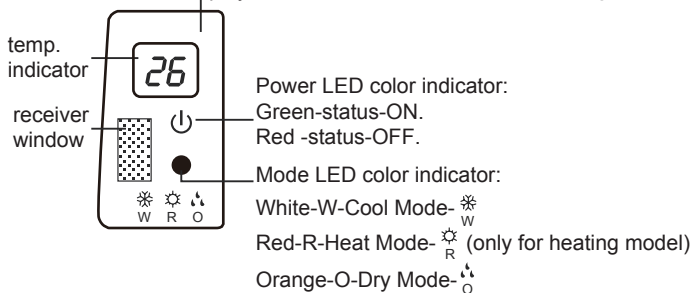 temp.
indicator
26
receiver
window
Power LED color indicator:
Green-status-ON.
Red -status-OFF.
Mode LED color indicator:
W R O
White-W-Cool Mode- W
Red-R-Heat Mode- R (only for heating model)
Orange-O-Dry Mode- O